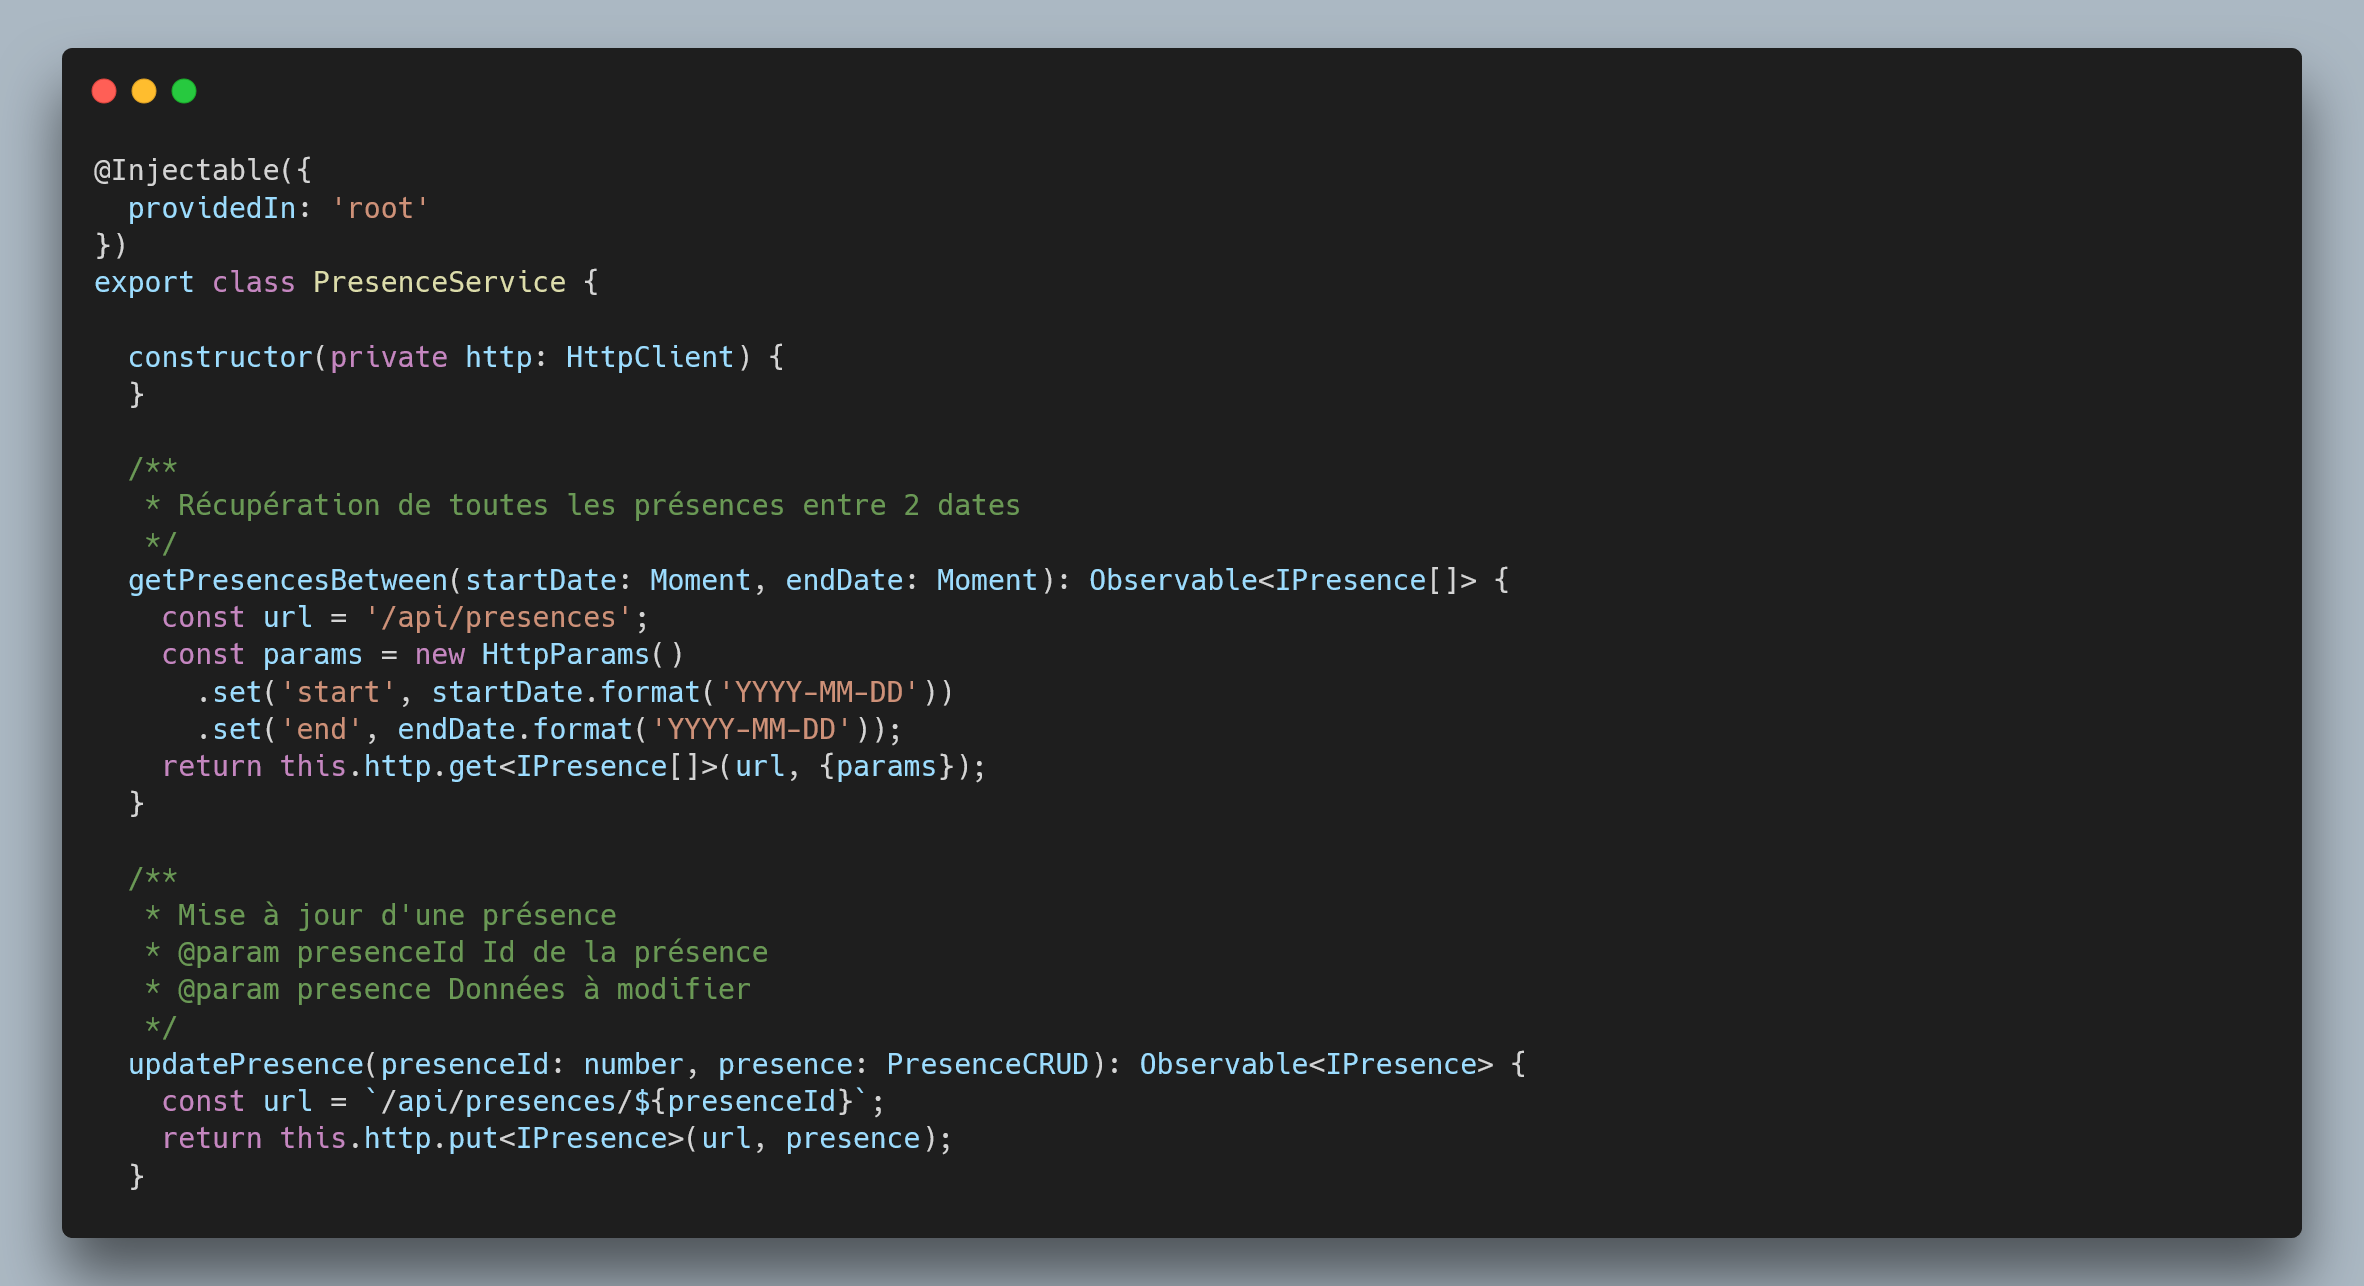 @Injectable({
  providedIn: 'root'
})
export class PresenceService {

  constructor(private http: HttpClient) {
  }

  /**
   * Récupération de toutes les présences entre 2 dates
   */
  getPresencesBetween(startDate: Moment, endDate: Moment): Observable<IPresence[]> {
    const url = '/api/presences';
    const params = new HttpParams()
      .set('start', startDate.format('YYYY-MM-DD'))
      .set('end', endDate.format('YYYY-MM-DD'));
    return this.http.get<IPresence[]>(url, {params});
  }

  /**
   * Mise à jour d'une présence
   * @param presenceId Id de la présence
   * @param presence Données à modifier
   */
  updatePresence(presenceId: number, presence: PresenceCRUD): Observable<IPresence> {
    const url = `/api/presences/${presenceId}`;
    return this.http.put<IPresence>(url, presence);
  }